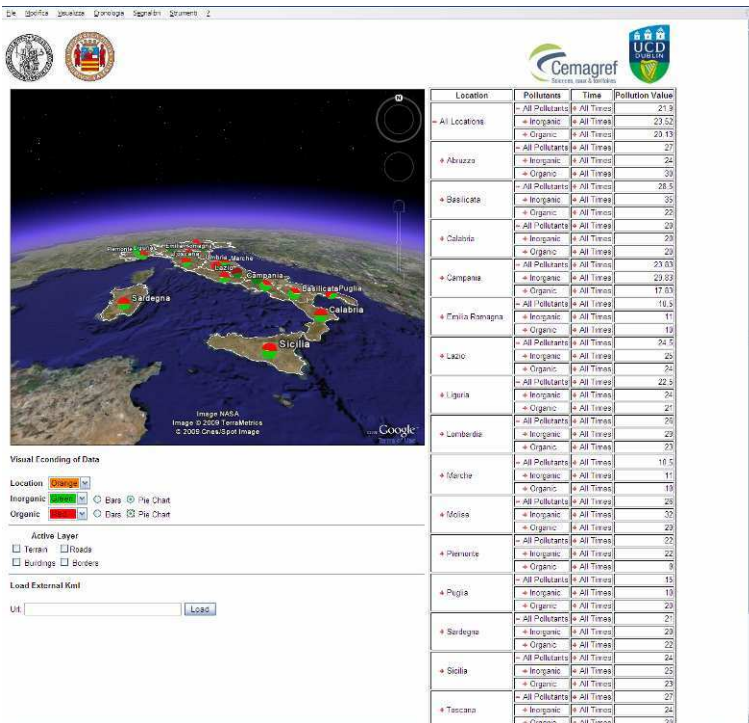 File Modifica Visualizza Cronologia Segnalibri Strumenti ?
Cemagref
Sciences, eaux & territoires
UCD
DUBLIN
N
Piemonte
Emilia Romagna
Toscana
Umbria Marche
Lazio
Campania
Basilicata Puglia
Calabria
Sardegna
Sicilia
Image NASA
Image © 2009 TerraMetrics
© 2009 Cnes/Spot Image
Google
Visual Econding of Data
Location Orange
Inorganic Green Bars Pie Chart
Organic Red Bars Pie Chart
Active Layer
Terrain Roads
Buildings Borders
Load External Kml
Url: Load
Location Pollutants Time Pollution Value
- All Locations
- All Pollutants + All Times 21.9
+ Inorganic + All Times 23.62
+ Organic + All Times 20.13
+ Abruzzo
- All Pollutants + All Times 27
+ Inorganic + All Times 24
+ Organic + All Times 30
+ Basilicata
- All Pollutants + All Times 28.5
+ Inorganic + All Times 35
+ Organic + All Times 22
+ Calabria
- All Pollutants + All Times
+ Inorganic + All Times
+ Organic + All Times
+ Campania
- All Pollutants + All Times 23.83
+ Inorganic + All Times 29.83
+ Organic + All Times 17.83
+ Emilia Romagna
- All Pollutants + All Times 10.5
+ Inorganic + All Times 11
+ Organic + All Times 10
+ Lazio
- All Pollutants + All Times 24.5
+ Inorganic + All Times 25
+ Organic + All Times 24
+ Liguria
- All Pollutants + All Times 22.5
+ Inorganic + All Times 24
+ Organic + All Times 21
+ Lombardia
- All Pollutants + All Times 26
+ Inorganic + All Times 29
+ Organic + All Times 23
+ Marche
- All Pollutants + All Times 10.5
+ Inorganic + All Times 11
+ Organic + All Times 10
+ Molise
- All Pollutants + All Times 26
+ Inorganic + All Times 32
+ Organic + All Times 20
+ Piemonte
- All Pollutants + All Times 22
+ Inorganic + All Times 22
+ Organic + All Times
+ Puglia
- All Pollutants + All Times 15
+ Inorganic + All Times 10
+ Organic + All Times 20
+ Sardegna
- All Pollutants + All Times 21
+ Inorganic + All Times 20
+ Organic + All Times 22
+ Sicilia
- All Pollutants + All Times 24
+ Inorganic + All Times 25
+ Organic + All Times 23
+ Toscana
- All Pollutants + All Times 27
+ Inorganic + All Times 24
+ Organic + All Times